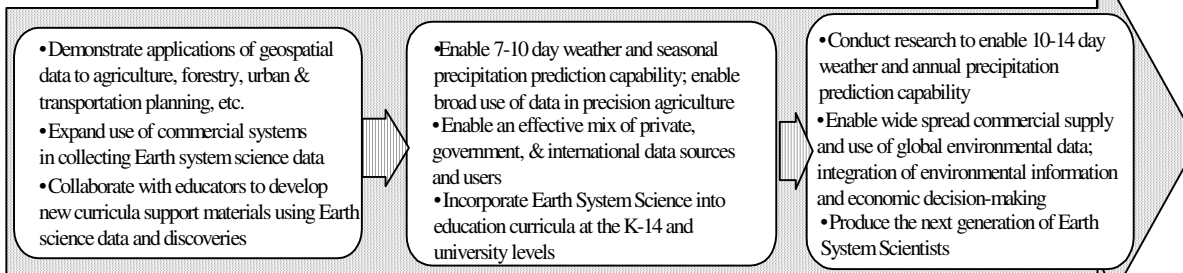 •Demonstrate applications of geospatial
data to agriculture, forestry, urban &
transportation planning, etc.
•Expand use of commercial systems
in collecting Earth system science data
•Collaborate with educators to develop
new curricula support materials using Earth
science data and discoveries
•Enable 7-10 day weather and seasonal
precipitation prediction capability; enable
broad use of data in precision agriculture
•Enable an effective mix of private,
government, & international data sources
and users
•Incorporate Earth System Science into
education curricula at the K-14 and
university levels
•Conduct research to enable 10-14 day
weather and annual precipitation
prediction capability
•Enable wide spread commercial supply
and use of global environmental data;
integration of environmental information
and economic decision-making
•Produce the next generation of Earth
System Scientists